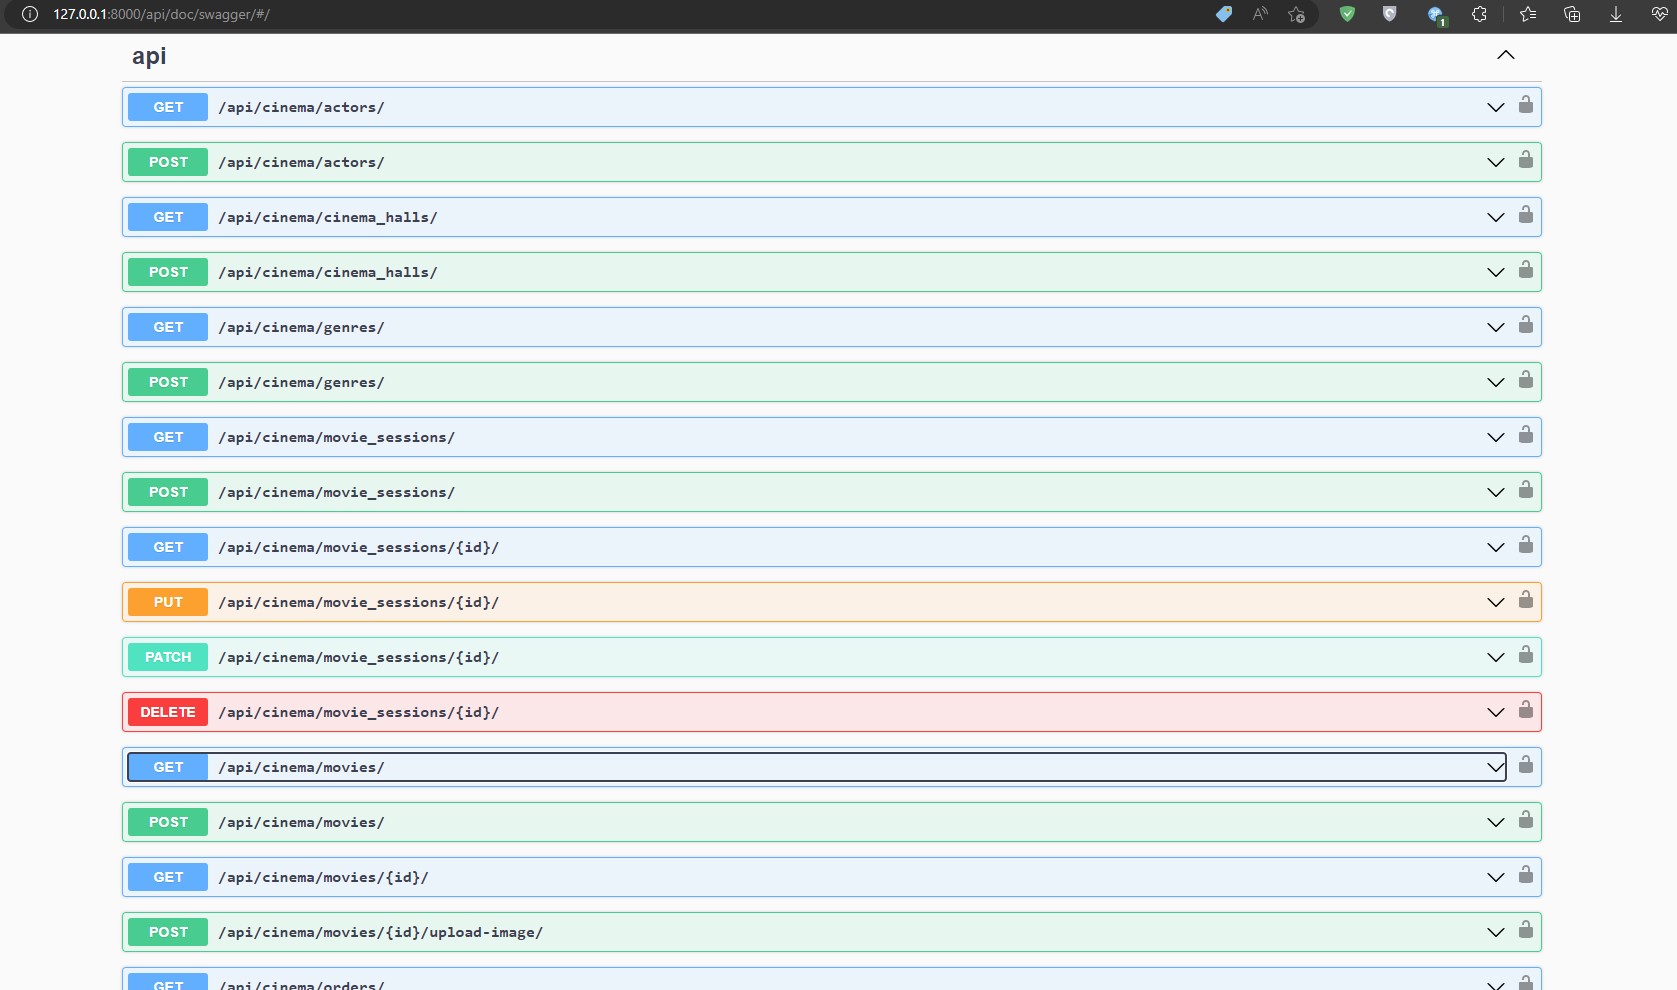 127.0.0.1:8000/api/doc/swagger/#/
1
api
GET /api/cinema/actors/
POST /api/cinema/actors/
GET /api/cinema/cinema_halls/
POST /api/cinema/cinema_halls/
GET /api/cinema/genres/
POST /api/cinema/genres/
GET /api/cinema/movie_sessions/
POST /api/cinema/movie_sessions/
GET /api/cinema/movie_sessions/{id}/
PUT /api/cinema/movie_sessions/{id}/
PATCH /api/cinema/movie_sessions/{id}/
DELETE /api/cinema/movie_sessions/{id}/
GET /api/cinema/movies/
POST /api/cinema/movies/
GET /api/cinema/movies/{id}/
POST /api/cinema/movies/{id}/upload-image/
GET /api/cinema/orders/